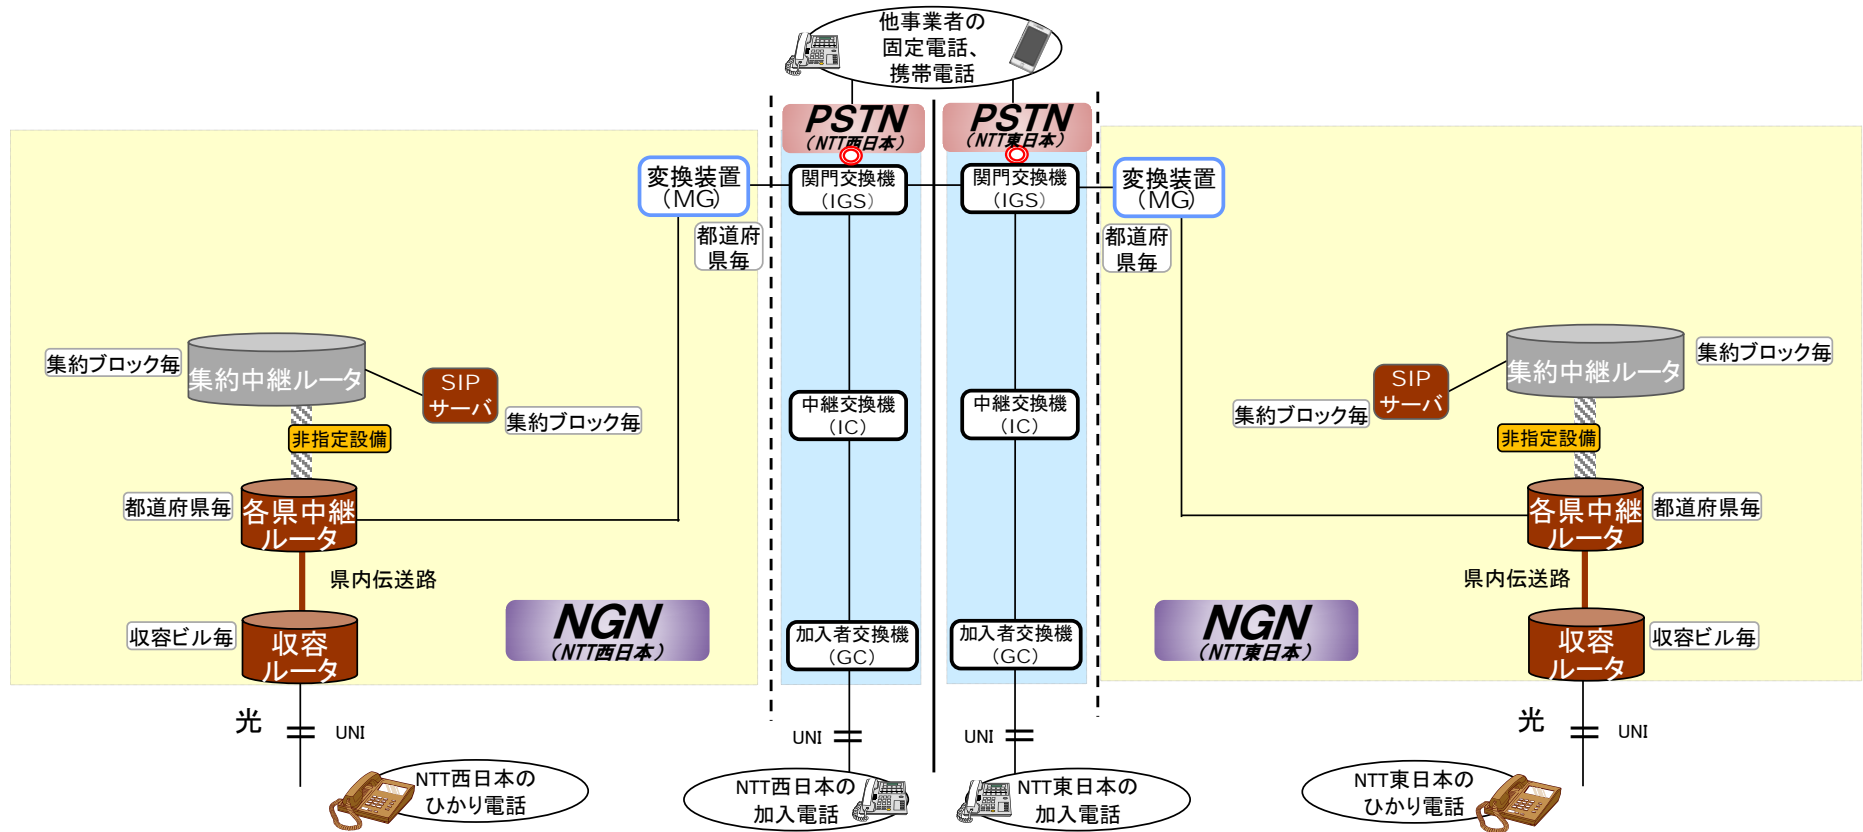 他事業者の
固定電話、
携帯電話
PSTN
（NTT西日本）
PSTN
（NTT東日本）
変換装置
（MG）
関門交換機
（IGS）
関門交換機
（IGS）
変換装置
（MG）
都道府
県毎
都道府
県毎
集約ブロック毎
集約中継ルータ
SIP
サーバ
集約ブロック毎
非指定設備
中継交換機
（IC）
中継交換機
（IC）
集約ブロック毎
集約中継ルータ
SIP
サーバ
集約ブロック毎
非指定設備
都道府県毎
各県中継
ルータ
各県中継
ルータ
都道府県毎
県内伝送路
県内伝送路
収容ビル毎
収容
ルータ
NGN
（NTT西日本）
加入者交換機
（GC）
加入者交換機
（GC）
NGN
（NTT東日本）
収容
ルータ
収容ビル毎
光
UNI
UNI
UNI
光
UNI
NTT西日本の
ひかり電話
NTT西日本の
加入電話
NTT東日本の
加入電話
NTT東日本の
ひかり電話